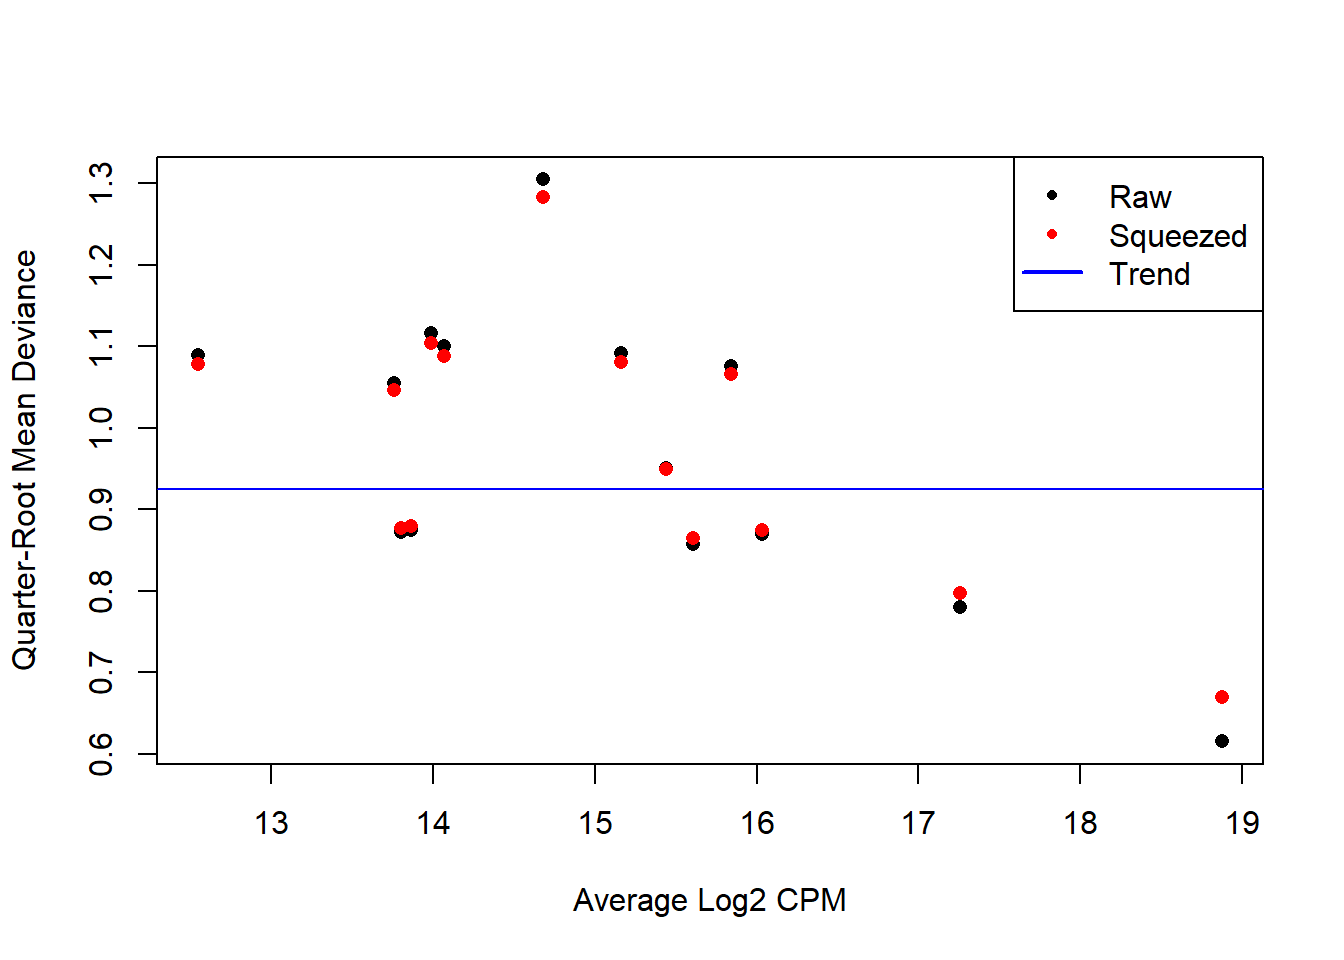 Raw
Squeezed
Trend
Quarter-Root Mean Deviance
1.3
1.2
1.1
1.0
0.9
0.8
0.7
0.6
13 14 15 16 17 18 19
Average Log2 CPM